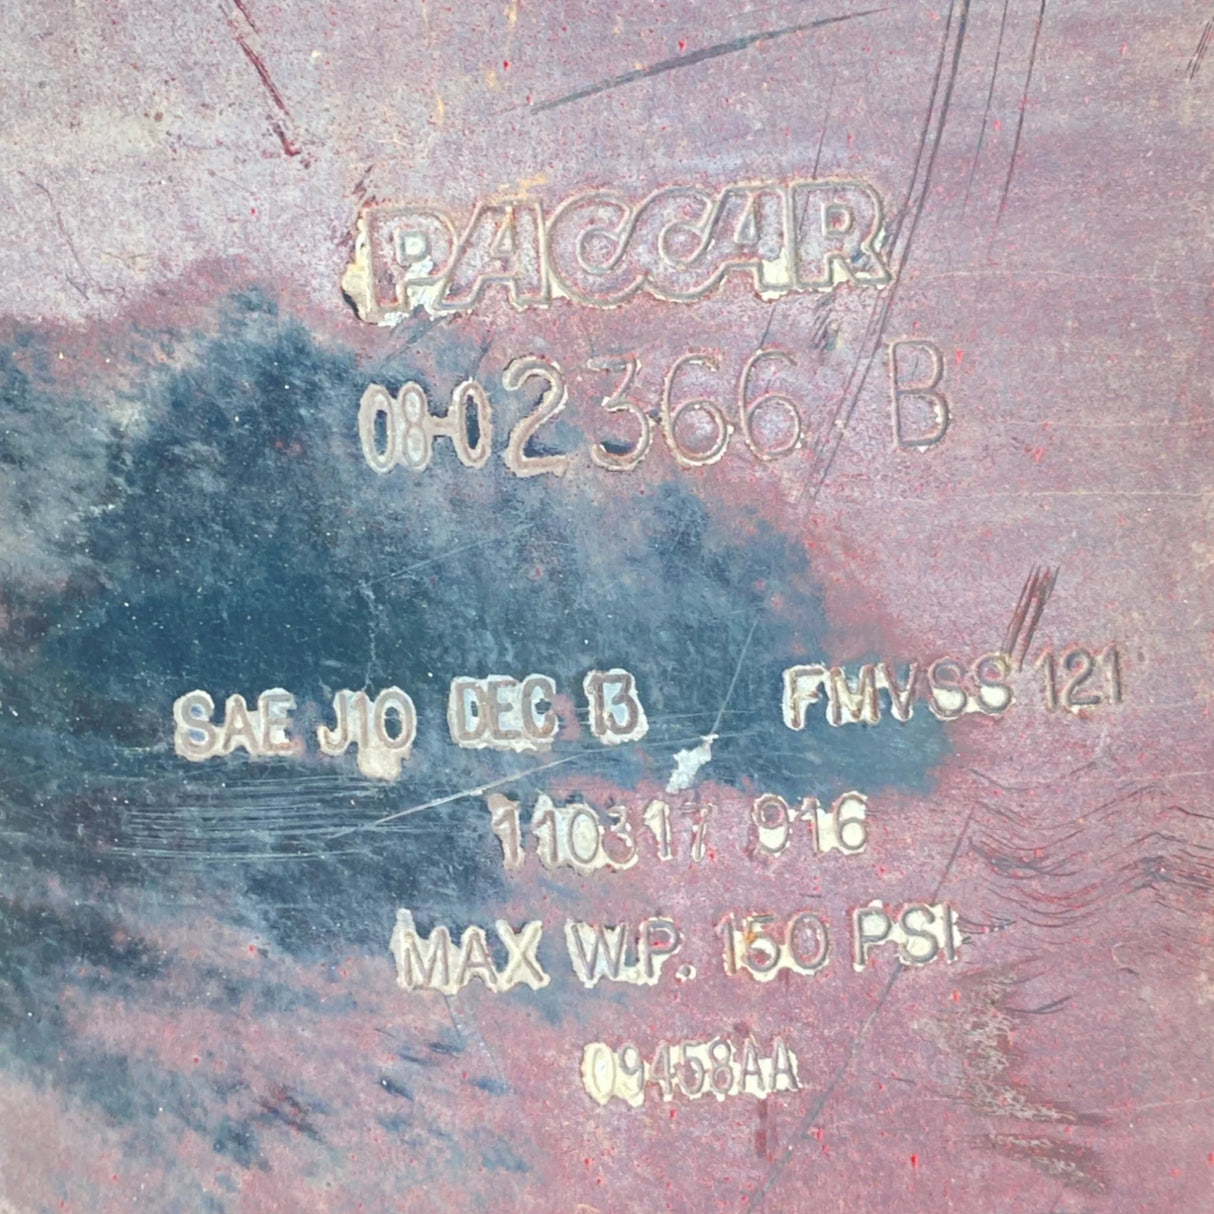 PACCAR
08-02366 B
SAE J10 DEC 13 FMVSS 121
110317 916
MAX W.P. 150 PSI
09458AA